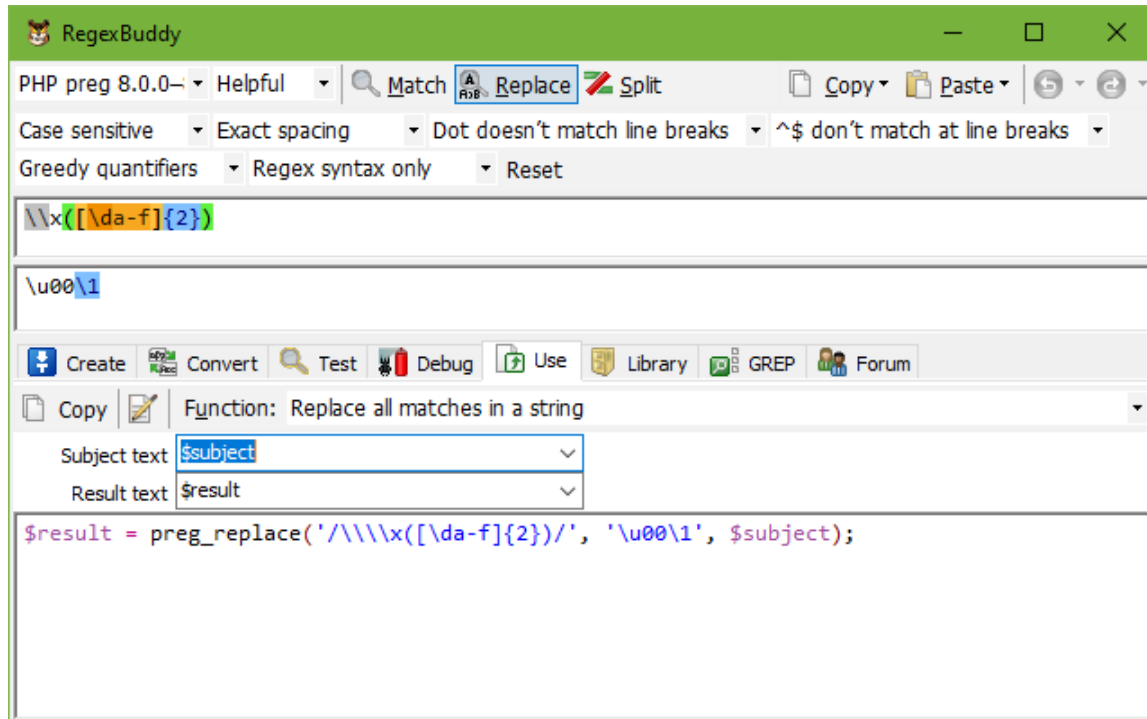 RegexBuddy
PHP preg 8.0.0– Helpful Match Replace Split Copy Paste
Case sensitive Exact spacing Dot doesn’t match line breaks ^$ don’t match at line breaks
Greedy quantifiers Regex syntax only Reset
\\x([\da-f]{2})
\u00\1
Create Convert Test Debug Use Library GREP Forum
Copy Function: Replace all matches in a string
Subject text $subject
Result text $result
$result = preg_replace('/\\\\x([\da-f]{2})/', '\u00\1', $subject);